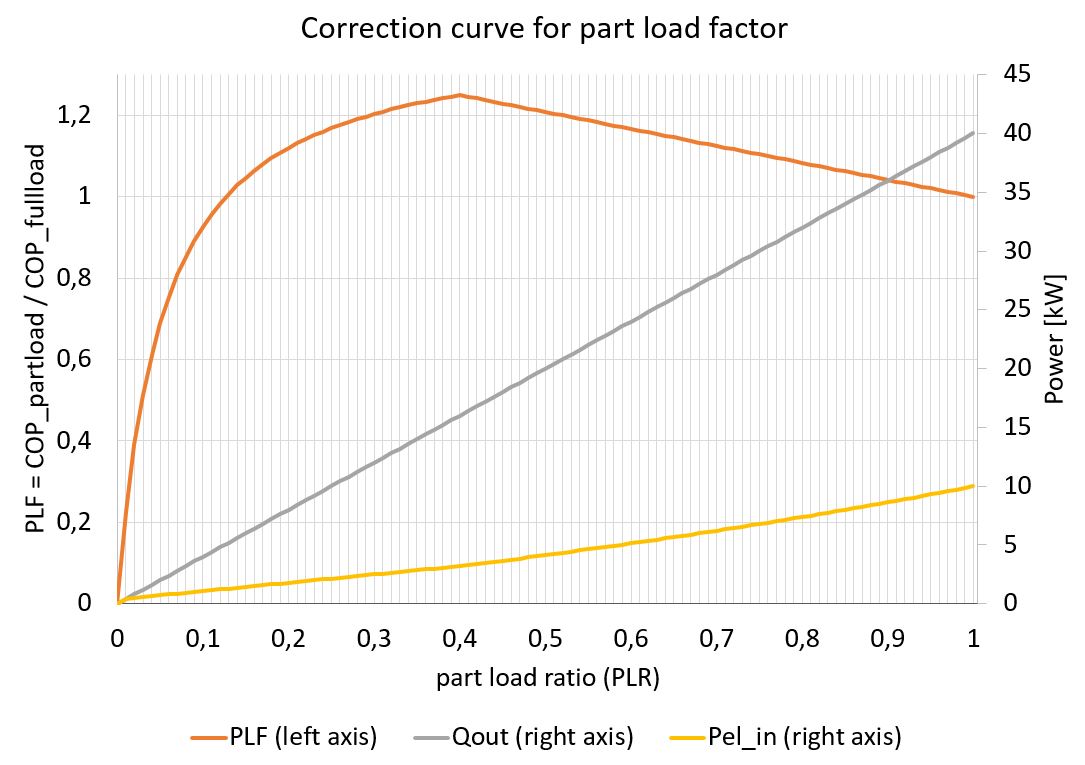 Correction curve for part load factor
PLF = COP_partload / COP_fullload
1,2
1
0,8
0,6
0,4
0,2
0
45
40
35
30
25
20
15
10
5
0
Power [kW]
0 0,1 0,2 0,3 0,4 0,5 0,6 0,7 0,8 0,9 1
part load ratio (PLR)
PLF (left axis) Qout (right axis) Pel_in (right axis)